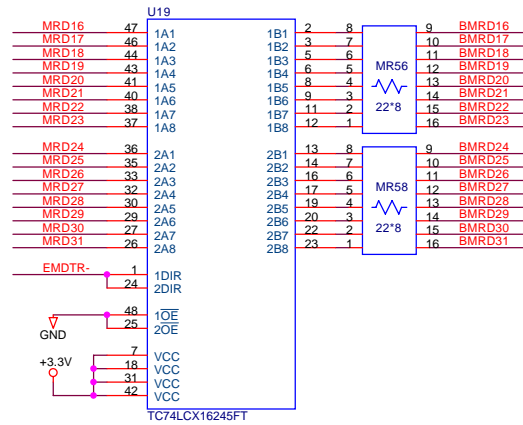 U19
MRD16 47 1A1 1B1 2 8 9 BMRD16
MRD17 46 1A2 1B2 3 7 10 BMRD17
MRD18 44 1A3 1B3 5 6 11 BMRD18
MRD19 43 1A4 1B4 6 5 MR56 12 BMRD19
MRD20 41 1A5 1B5 8 4 13 BMRD20
MRD21 40 1A6 1B6 9 3 14 BMRD21
MRD22 38 1A7 1B7 11 2 22*8 15 BMRD22
MRD23 37 1A8 1B8 12 1 16 BMRD23
MRD24 36 2A1 2B1 13 8 9 BMRD24
MRD25 35 2A2 2B2 14 7 10 BMRD25
MRD26 33 2A3 2B3 16 6 11 BMRD26
MRD27 32 2A4 2B4 17 5 MR58 12 BMRD27
MRD28 30 2A5 2B5 19 4 13 BMRD28
MRD29 29 2A6 2B6 20 3 14 BMRD29
MRD30 27 2A7 2B7 22 2 22*8 15 BMRD30
MRD31 26 2A8 2B8 23 1 16 BMRD31
EMDTR- 1 1DIR
24 2DIR
48 1OE
GND 25 2OE
+3.3V 7 VCC
18 VCC
31 VCC
42 VCC
TC74LCX16245FT